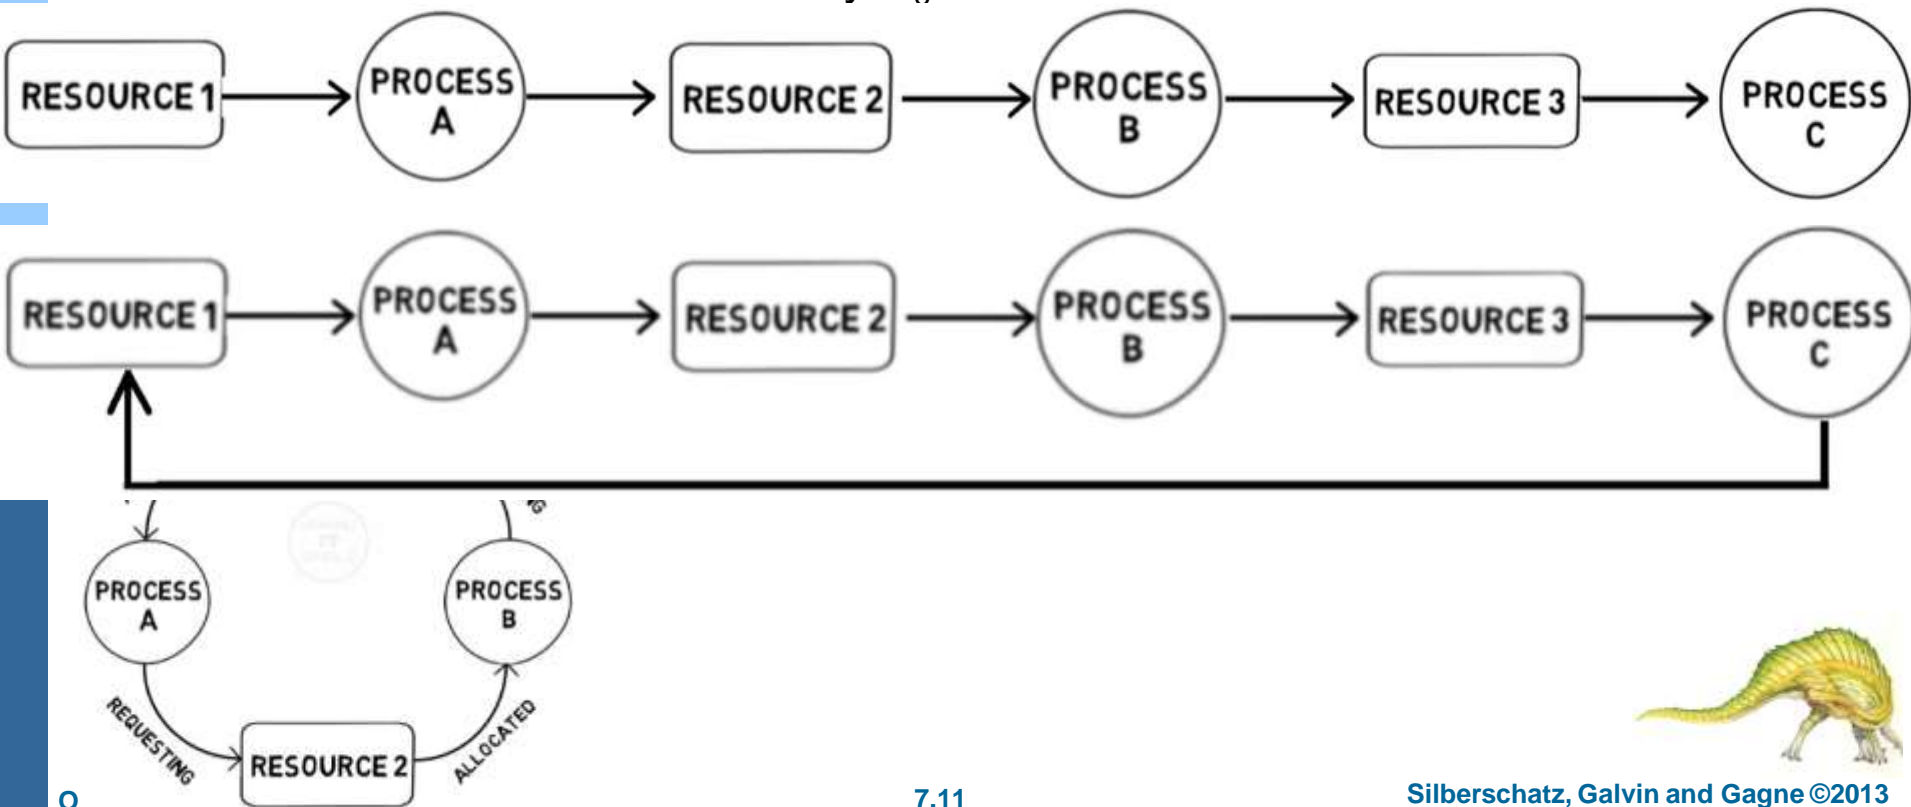 RESOURCE 1 PROCESS A RESOURCE 2 PROCESS B RESOURCE 3 PROCESS C
RESOURCE 1 PROCESS A RESOURCE 2 PROCESS B RESOURCE 3 PROCESS C
PROCESS A
PROCESS B
REQUESTING
RESOURCE 2
ALLOCATED
7.11
Silberschatz, Galvin and Gagne ©2013